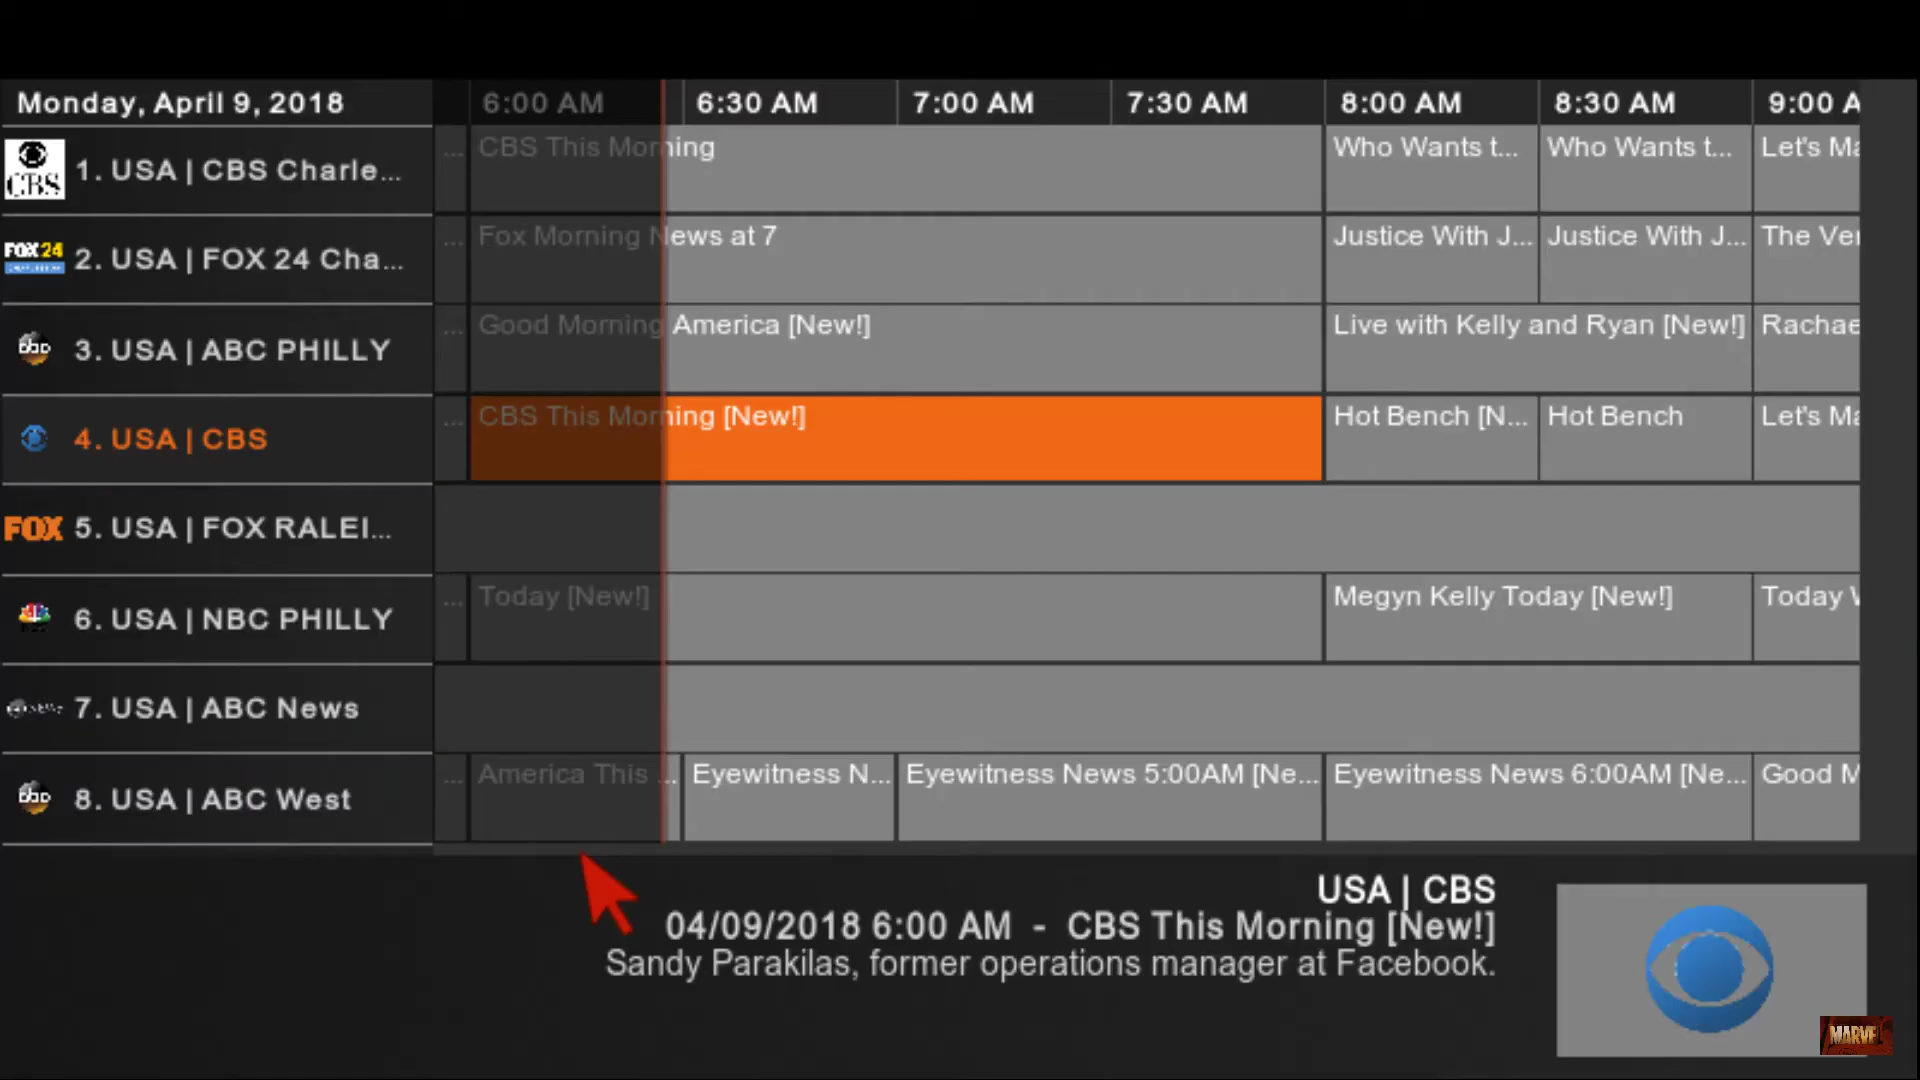 Monday, April 9, 2018 6:00 AM 6:30 AM 7:00 AM 7:30 AM 8:00 AM 8:30 AM 9:00 A
CBS 1. USA | CBS Charle... ... CBS This Morning Who Wants t... Who Wants t... Let's Ma
FOX 24 2. USA | FOX 24 Cha... ... Fox Morning News at 7 Justice With J... Justice With J... The Ver
abc 3. USA | ABC PHILLY ... Good Morning America [New!] Live with Kelly and Ryan [New!] Rachae
4. USA | CBS ... CBS This Morning [New!] Hot Bench [N... Hot Bench Let's Ma
FOX 5. USA | FOX RALEI...
6. USA | NBC PHILLY ... Today [New!] Megyn Kelly Today [New!] Today
7. USA | ABC News
abc 8. USA | ABC West ... America This ... Eyewitness N... Eyewitness News 5:00AM [Ne... Eyewitness News 6:00AM [Ne... Good M
USA | CBS
04/09/2018 6:00 AM - CBS This Morning [New!]
Sandy Parakilas, former operations manager at Facebook.
MARVEL